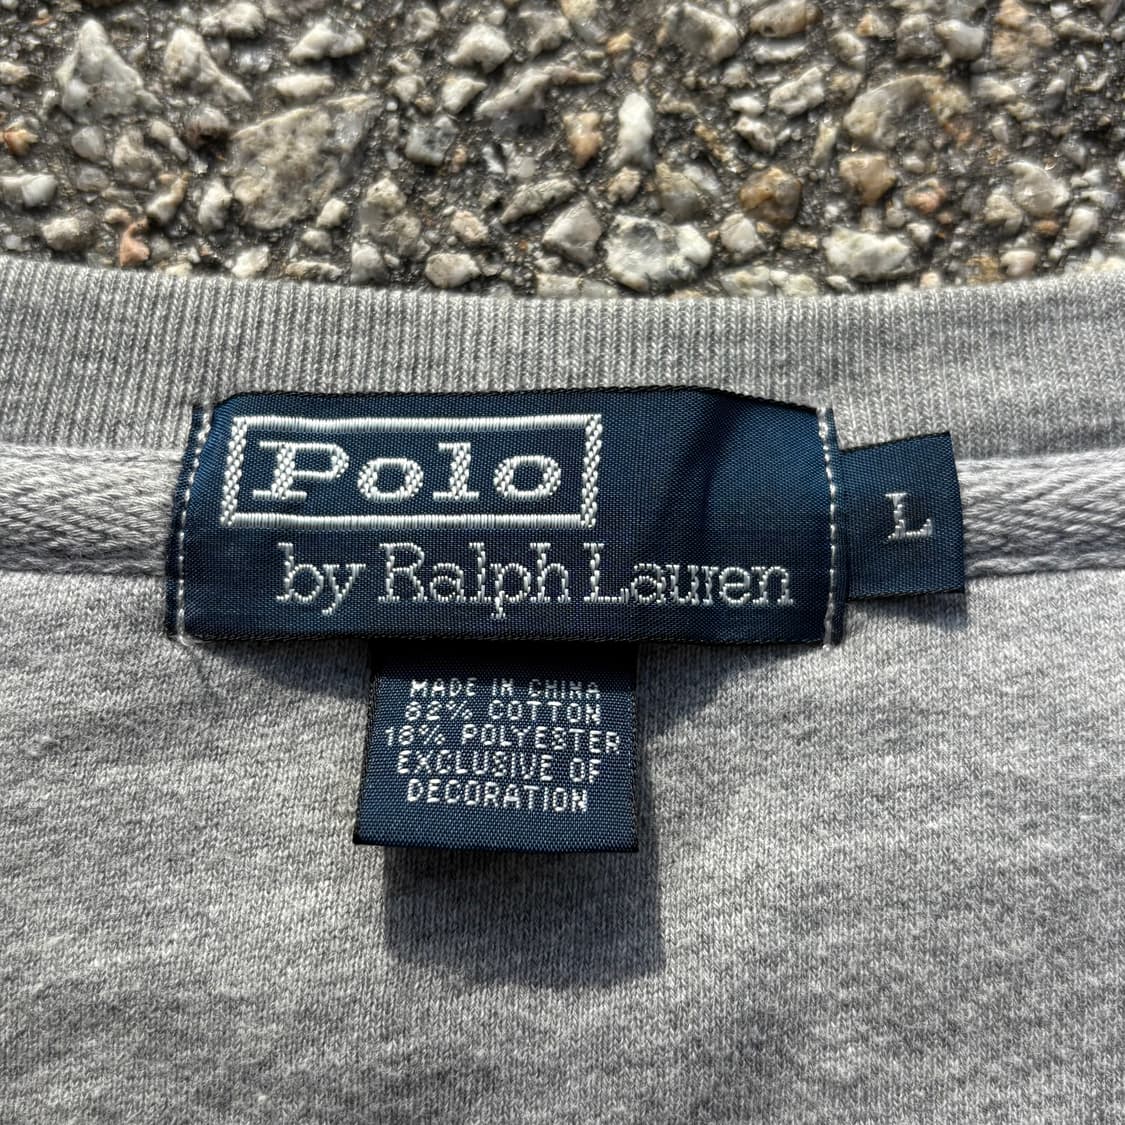 Polo
by Ralph Lauren
L
MADE IN CHINA
82% COTTON
18% POLYESTER
EXCLUSIVE OF
DECORATION